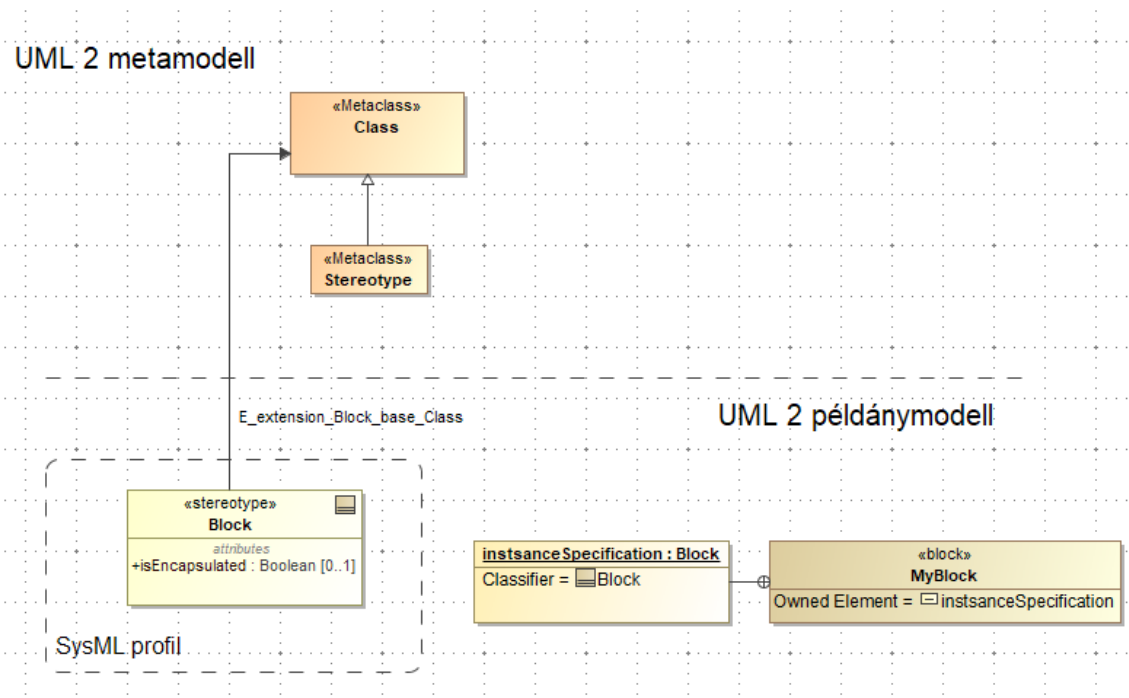 UML 2 metamodell
«Metaclass»
Class
«Metaclass»
Stereotype
E_extension_Block_base_Class
UML 2 példánymodell
«stereotype»
Block
attributes
+isEncapsulated : Boolean [0..1]
SysML profil
instsanceSpecification : Block
Classifier = Block
«block»
MyBlock
Owned Element = instsanceSpecification